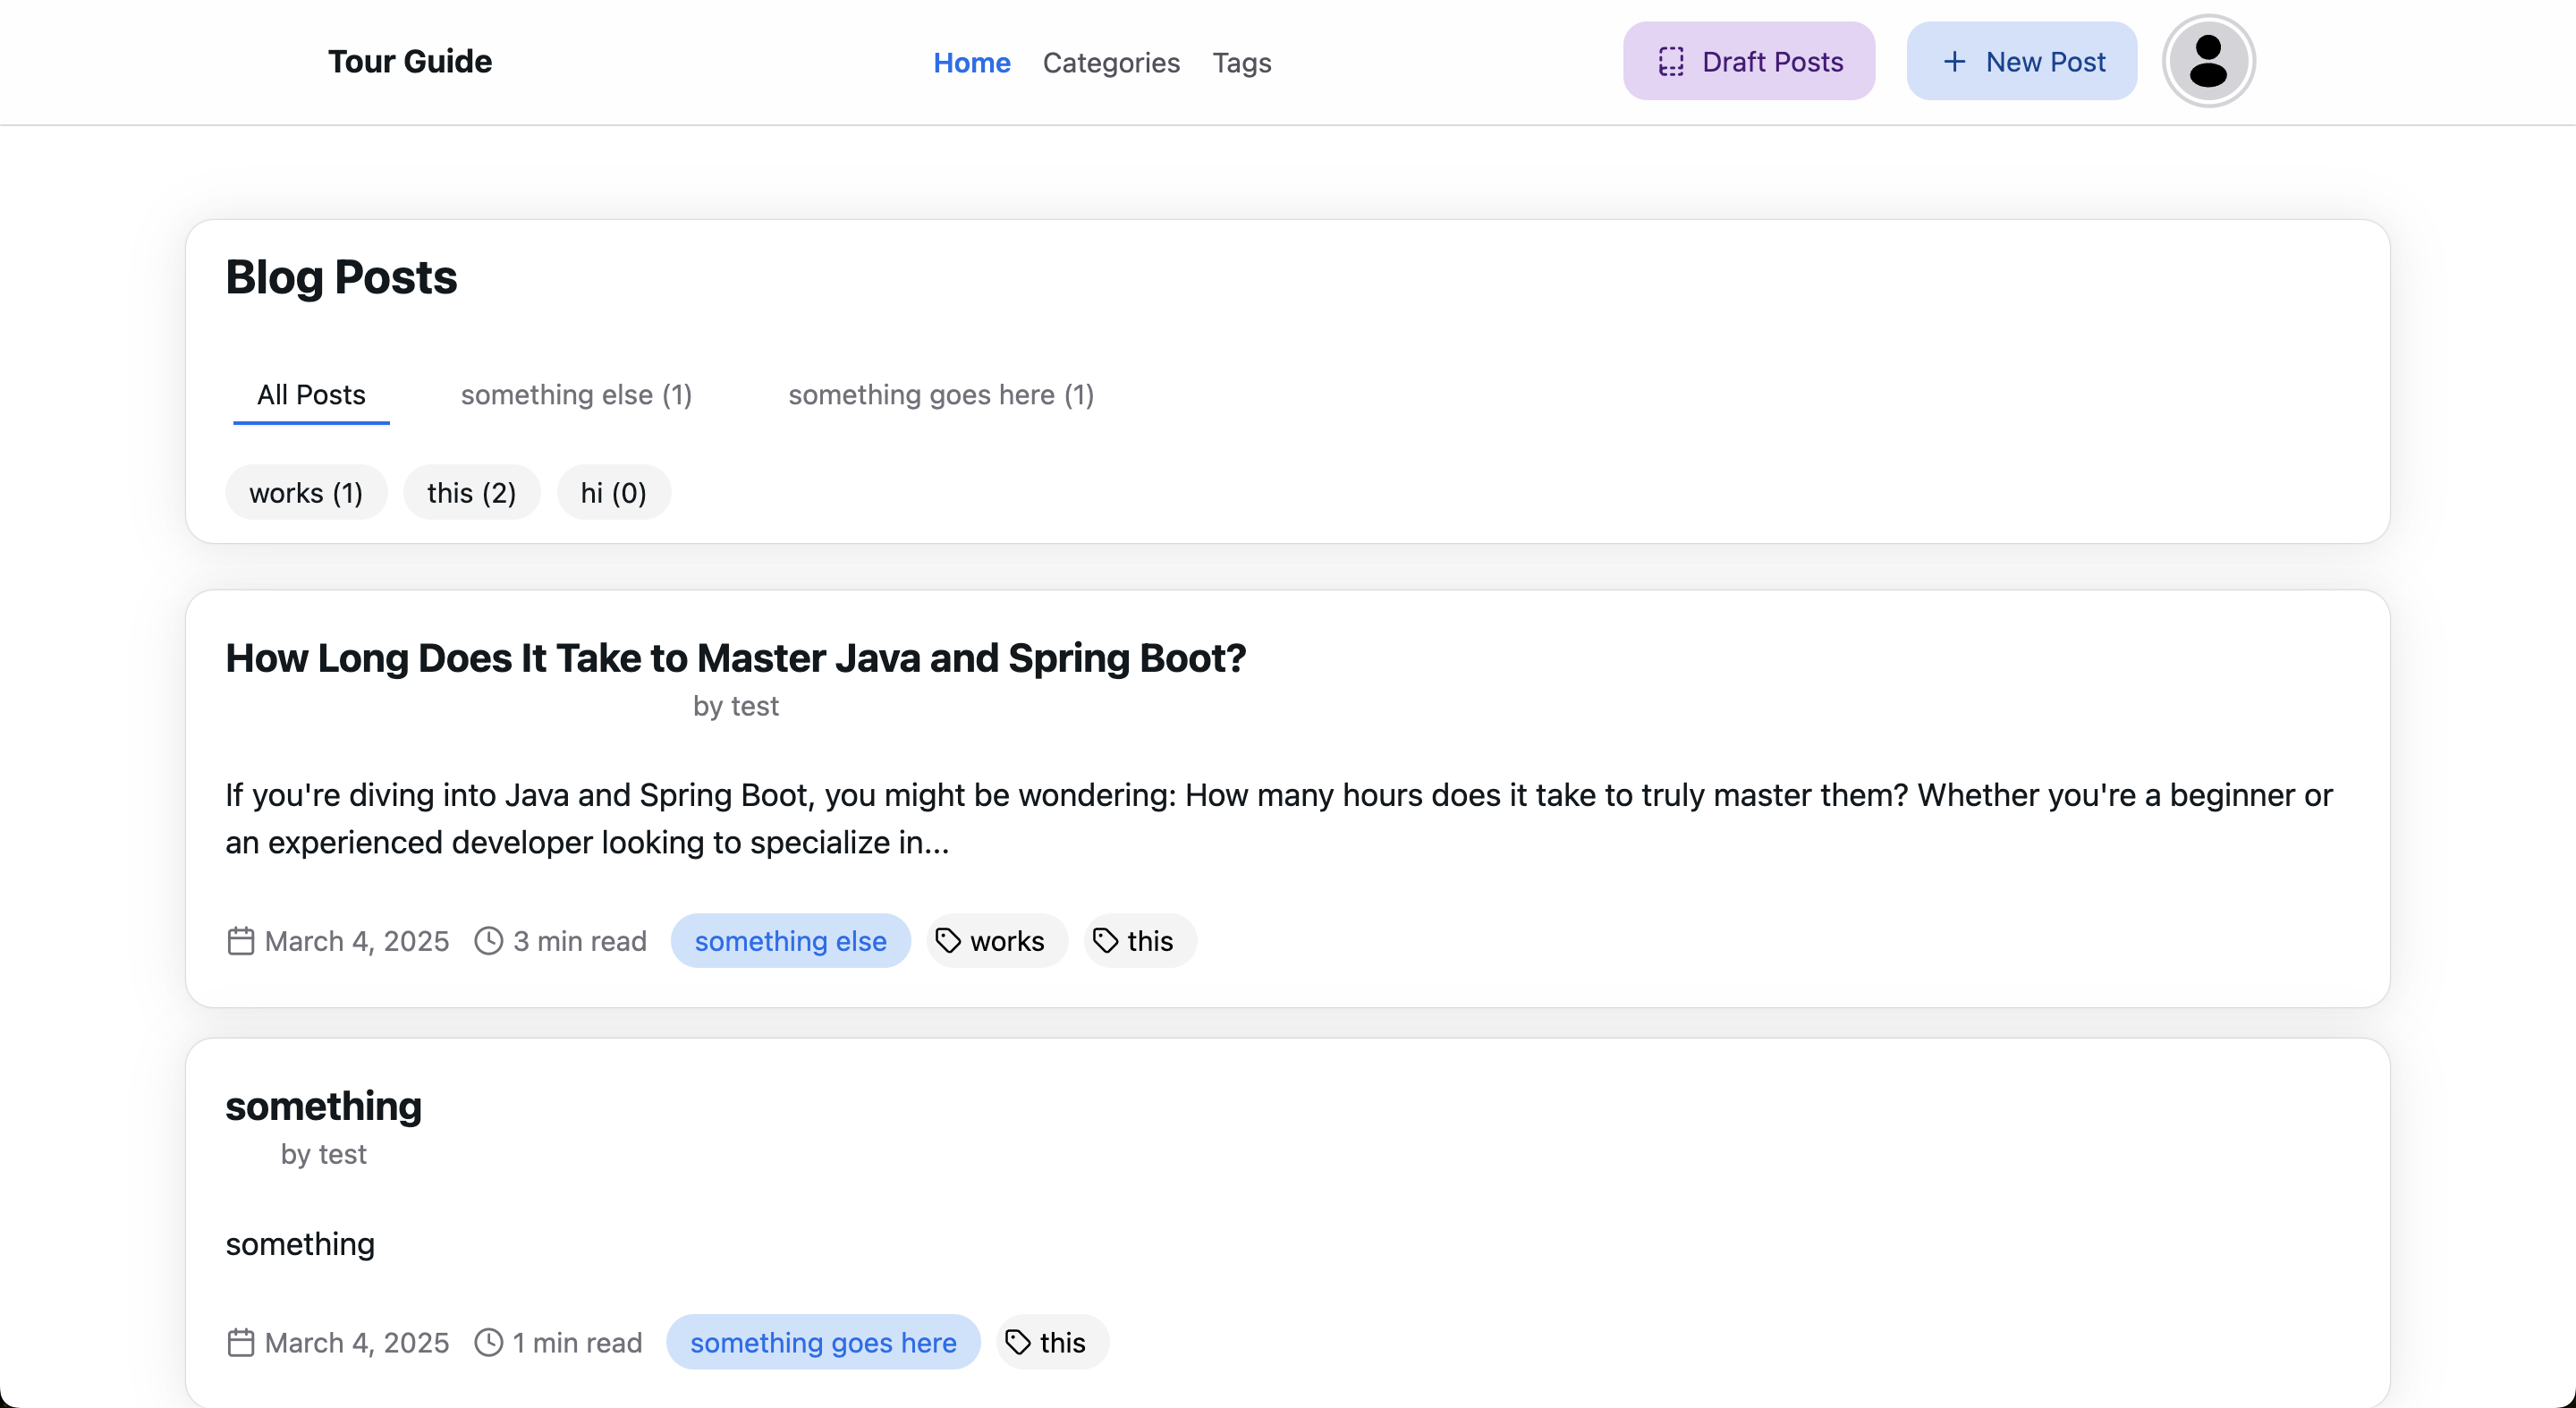 Tour Guide
Home Categories Tags
Draft Posts
+ New Post
Blog Posts
All Posts something else (1) something goes here (1)
works (1) this (2) hi (0)
How Long Does It Take to Master Java and Spring Boot?
by test
If you're diving into Java and Spring Boot, you might be wondering: How many hours does it take to truly master them? Whether you're a beginner or
an experienced developer looking to specialize in...
March 4, 2025 3 min read something else works this
something
by test
something
March 4, 2025 1 min read something goes here this